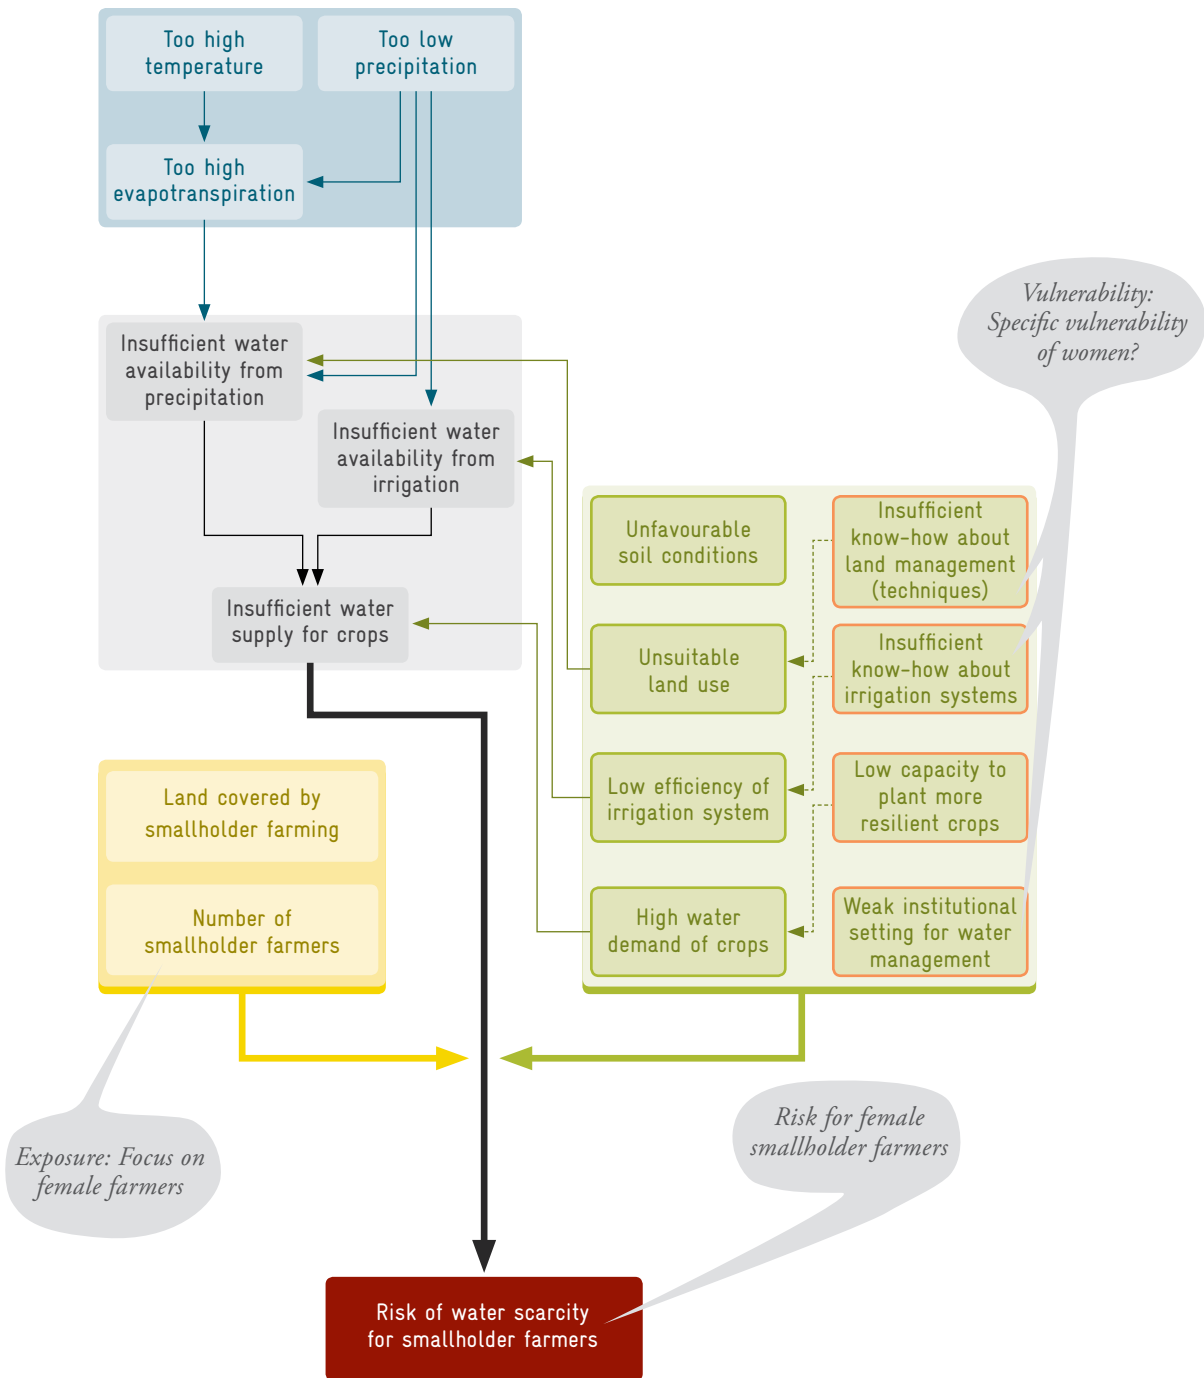 Too high
temperature
Too low
precipitation
Too high
evapotranspiration
Insufficient water
availability from
precipitation
Insufficient water
availability from
irrigation
Insufficient water
supply for crops
Vulnerability:
Specific vulnerability
of women?
Unfavourable
soil conditions
Insufficient
know-how about
land management
(techniques)
Unsuitable
land use
Insufficient
know-how about
irrigation systems
Low efficiency of
irrigation system
Low capacity to
plant more
resilient crops
High water
demand of crops
Weak institutional
setting for water
management
Land covered by
smallholder farming
Number of
smallholder farmers
Exposure: Focus on
female farmers
Risk for female
smallholder farmers
Risk of water scarcity
for smallholder farmers